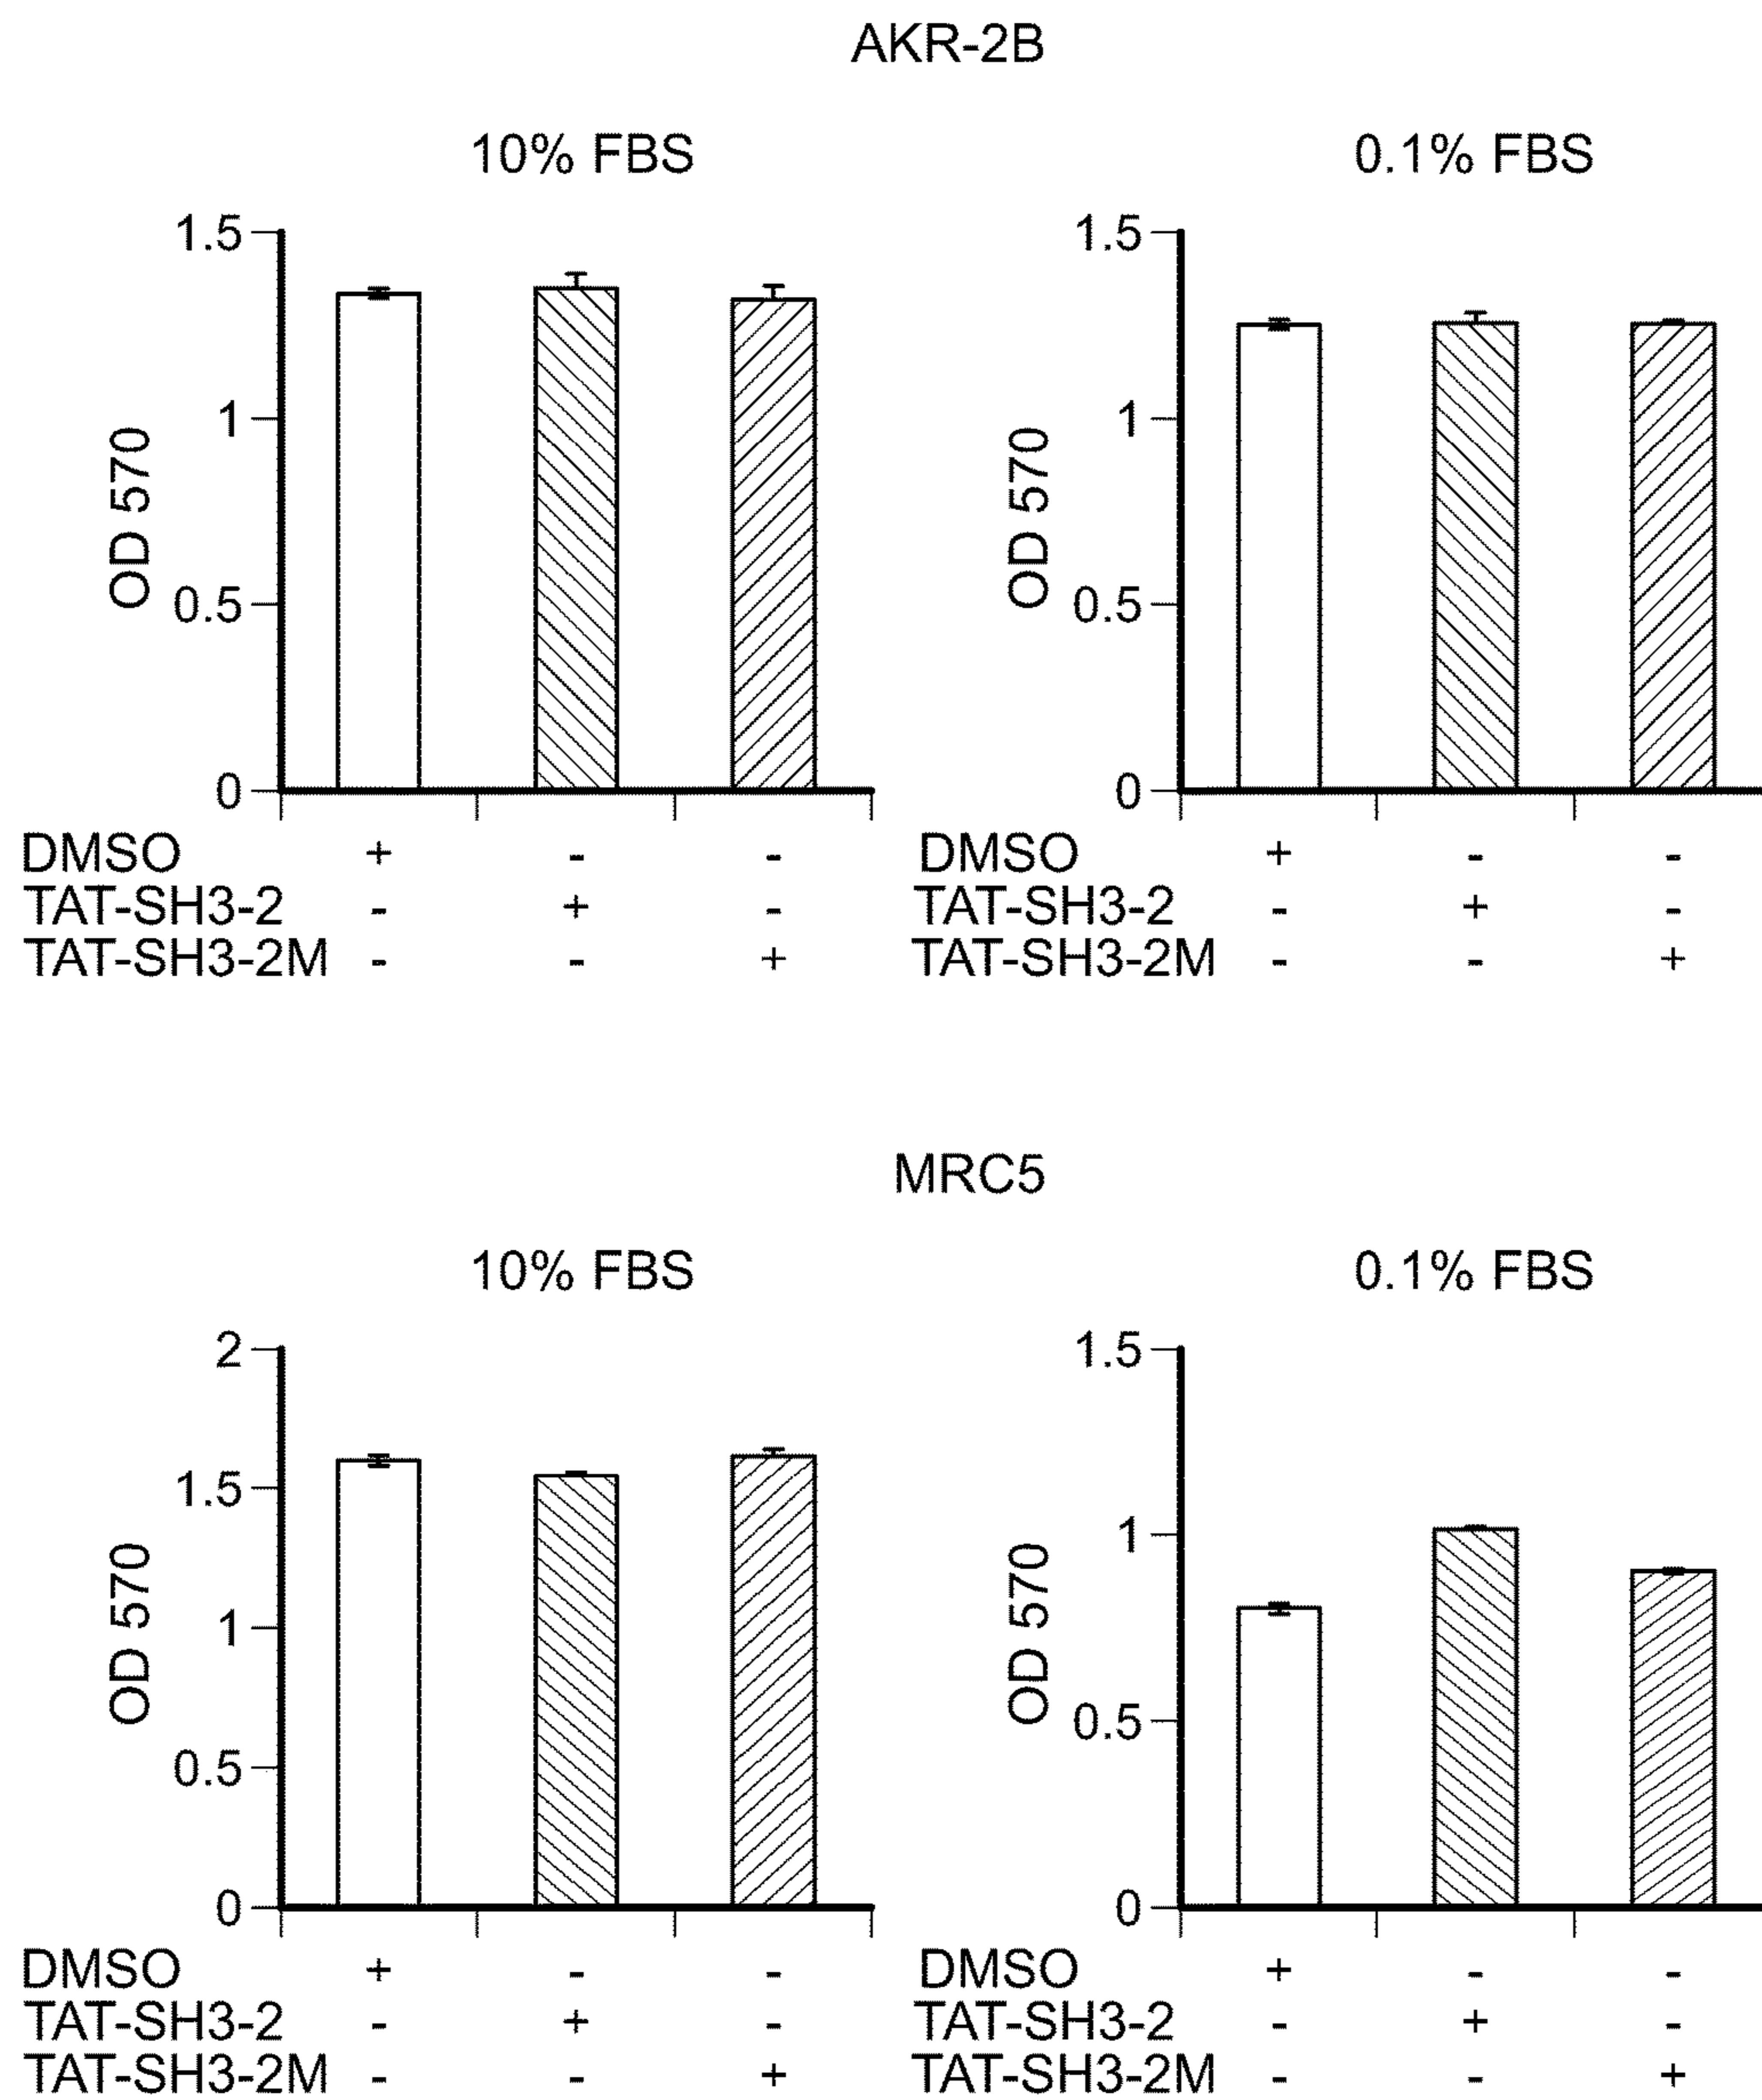 AKR-2B
10% FBS
1.5
1
0.5
0
OD 570
DMSO + - -
TAT-SH3-2 - + -
TAT-SH3-2M - - +
0.1% FBS
1.5
1
0.5
0
OD 570
DMSO + - -
TAT-SH3-2 - + -
TAT-SH3-2M - - +
MRC5
10% FBS
2
1.5
1
0.5
0
OD 570
DMSO + - -
TAT-SH3-2 - + -
TAT-SH3-2M - - +
0.1% FBS
1.5
1
0.5
0
OD 570
DMSO + - -
TAT-SH3-2 - + -
TAT-SH3-2M - - +